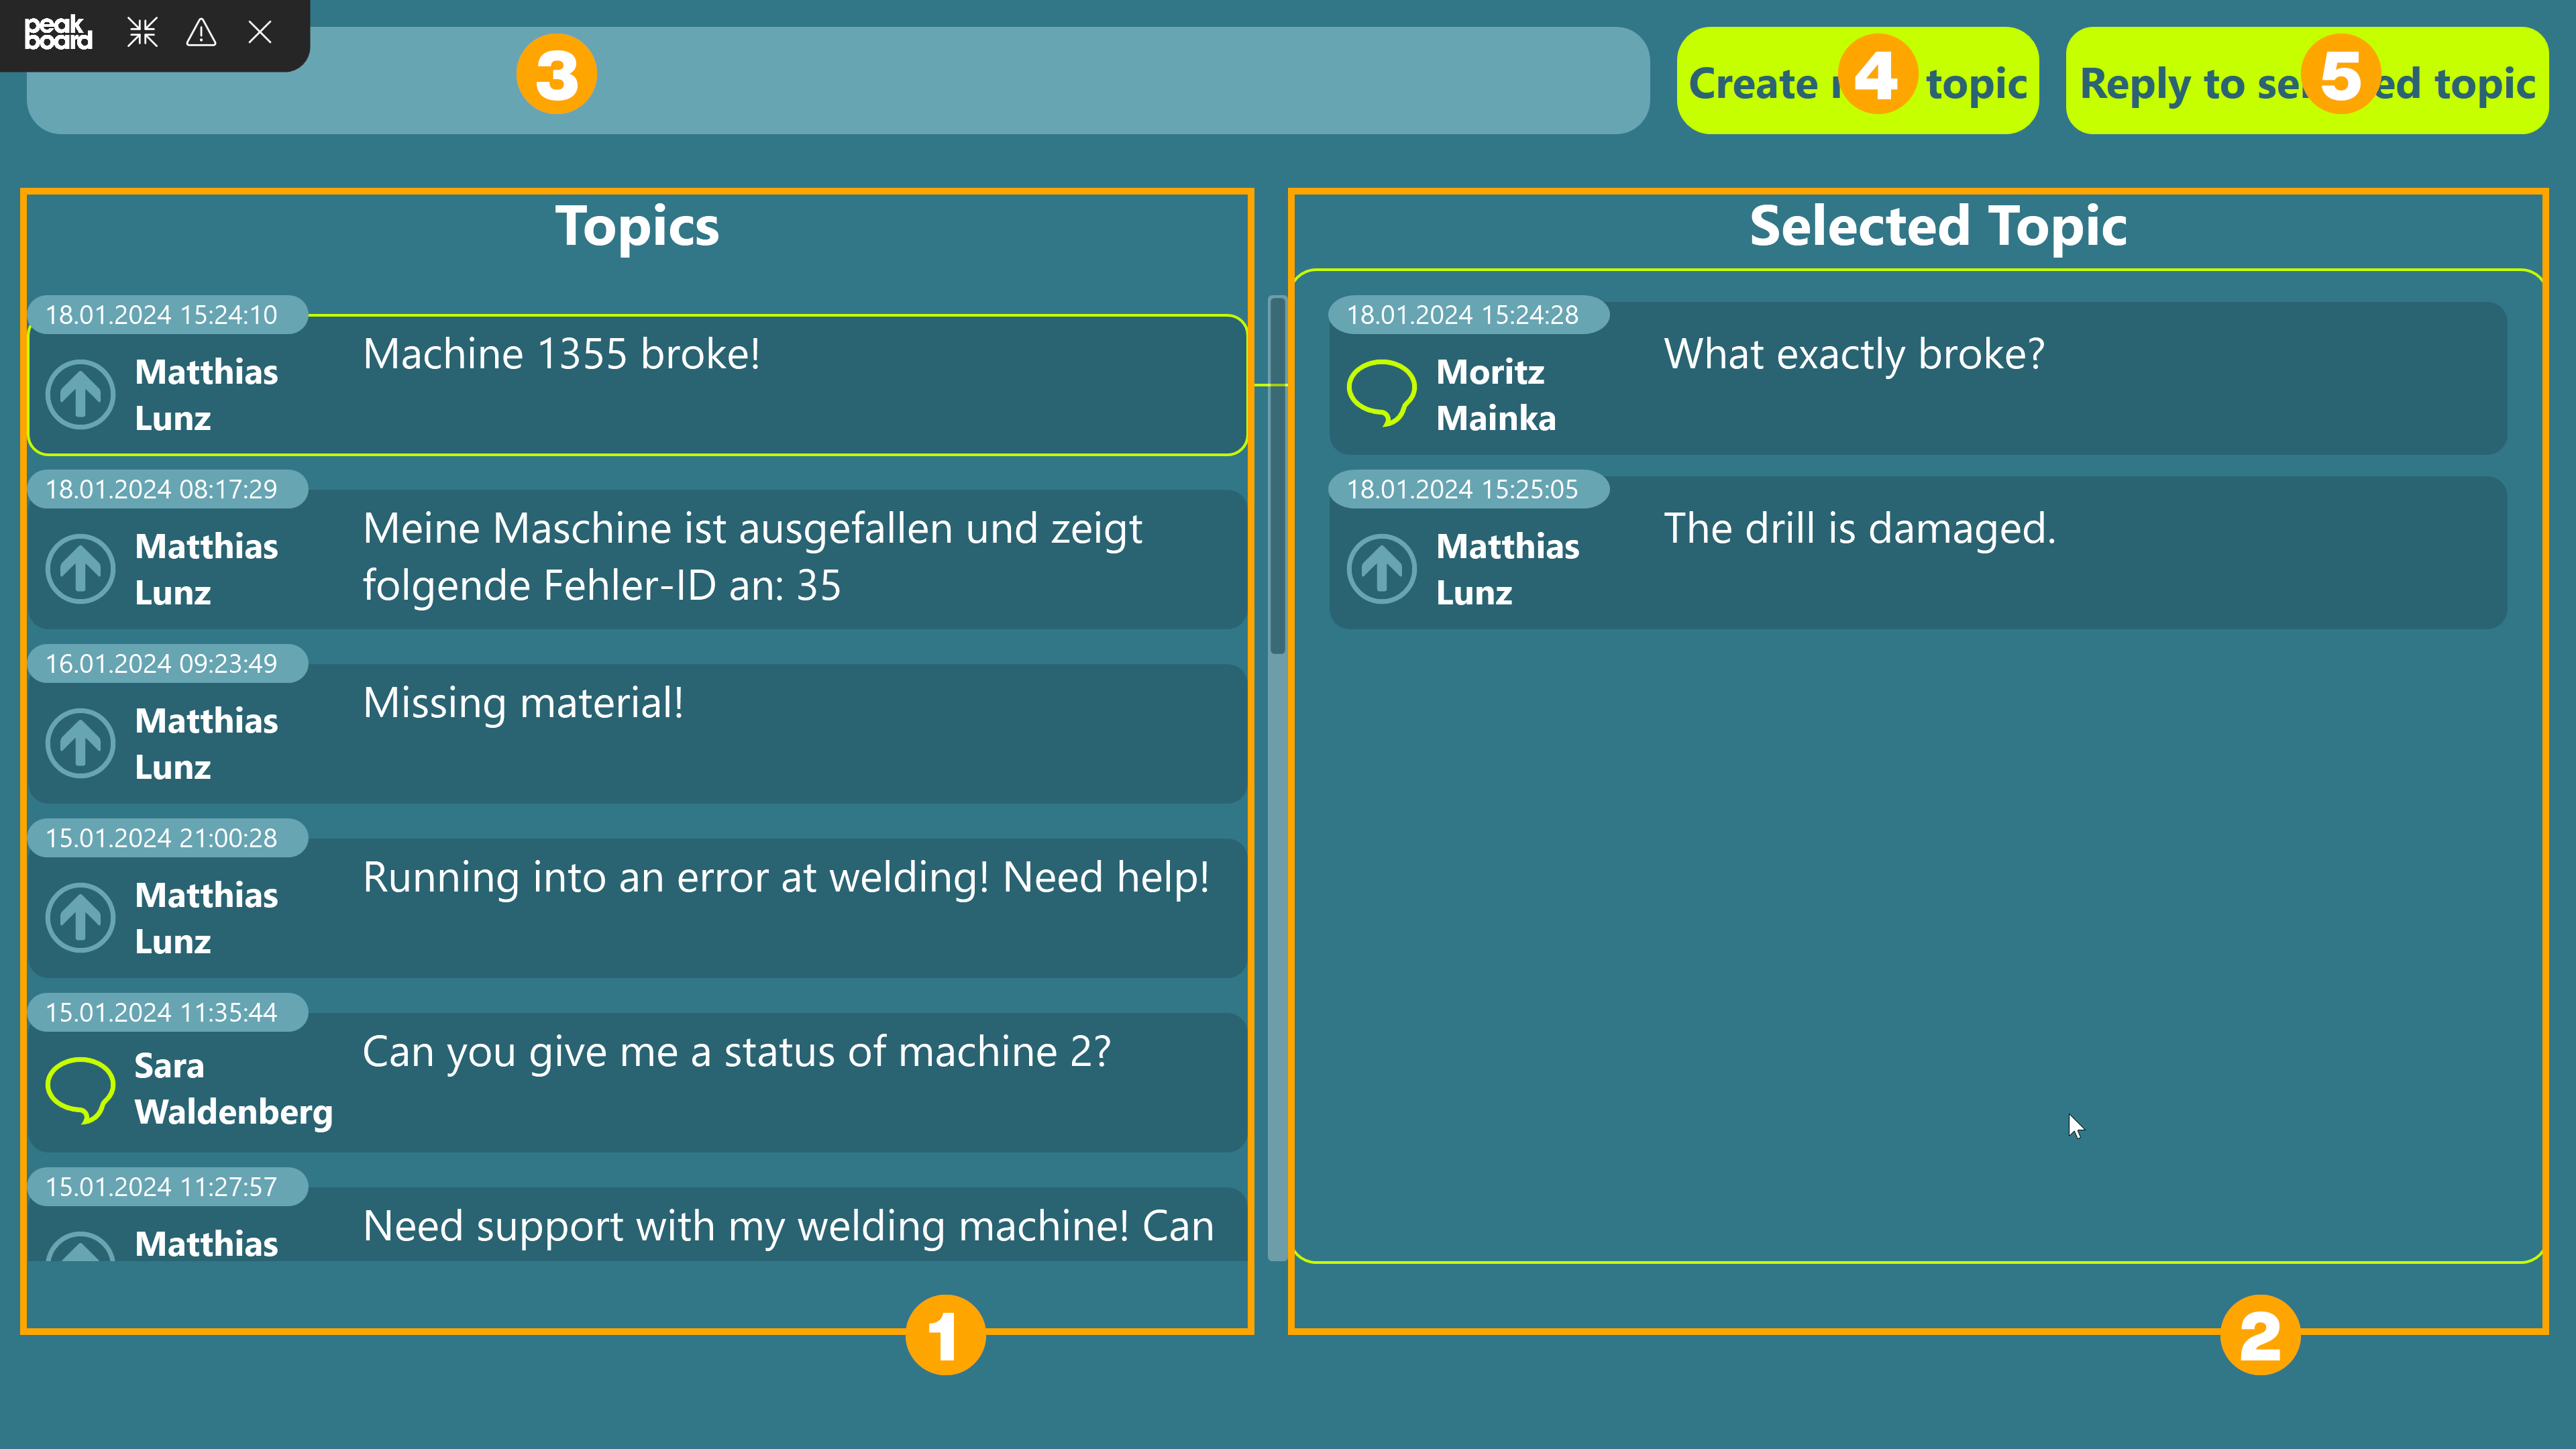 peak
board
3
Create
4
topic
Reply to
5
topic
Topics
18.01.2024 15:24:10
Matthias
Lunz
Machine 1355 broke!
18.01.2024 08:17:29
Matthias
Lunz
Meine Maschine ist ausgefallen und zeigt
folgende Fehler-ID an: 35
16.01.2024 09:23:49
Matthias
Lunz
Missing material!
15.01.2024 21:00:28
Matthias
Lunz
Running into an error at welding! Need help!
15.01.2024 11:35:44
Sara
Waldenberg
Can you give me a status of machine 2?
15.01.2024 11:27:57
Matthias
Need support with my welding machine! Can
1
Selected Topic
18.01.2024 15:24:28
Moritz
Mainka
What exactly broke?
18.01.2024 15:25:05
Matthias
Lunz
The drill is damaged.
2